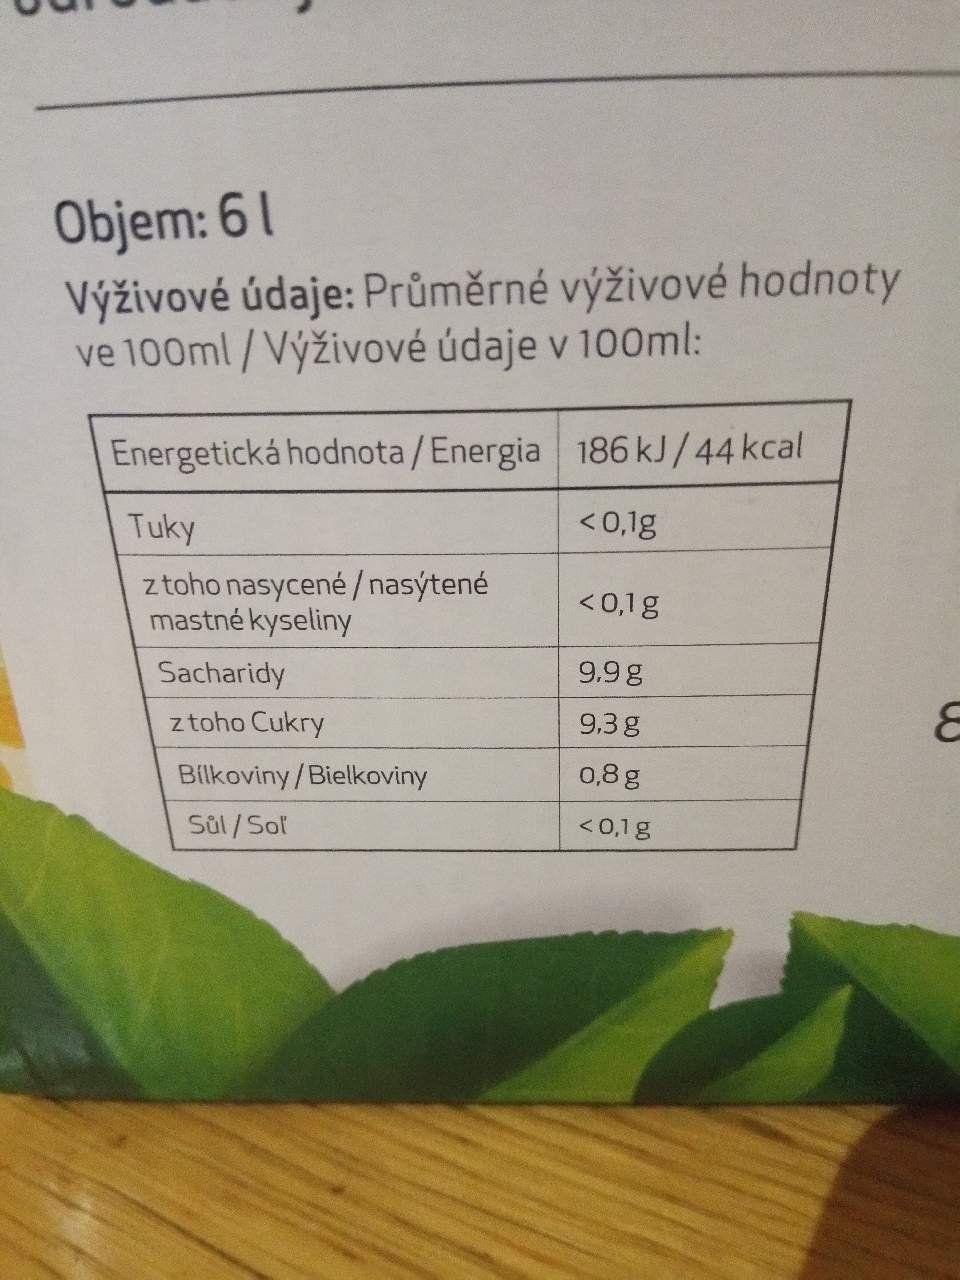 Objem: 6 l
Výživové údaje: Průměrné výživové hodnoty
ve 100ml / Výživové údaje v 100ml:
Energetická hodnota / Energia 186 kJ / 44 kcal
Tuky <0,1g
z toho nasycené / nasýtené
mastné kyseliny <0,1 g
Sacharidy 9.9 g
z toho Cukry 9,3 g
Bílkoviny / Bielkoviny 0,8 g
Sůl / Soľ <0,1 g
8